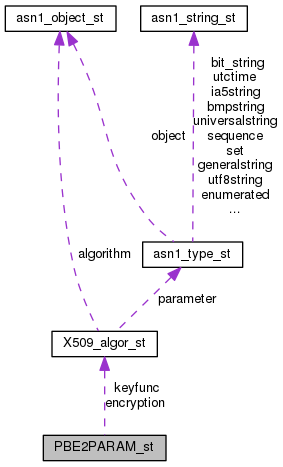 asn1_object_st
asn1_string_st
bit_string
utctime
ia5string
bmpstring
universalstring
sequence
set
generalstring
utf8string
enumerated
...
object
algorithm
asn1_type_st
parameter
X509_algor_st
keyfunc
encryption
PBE2PARAM_st